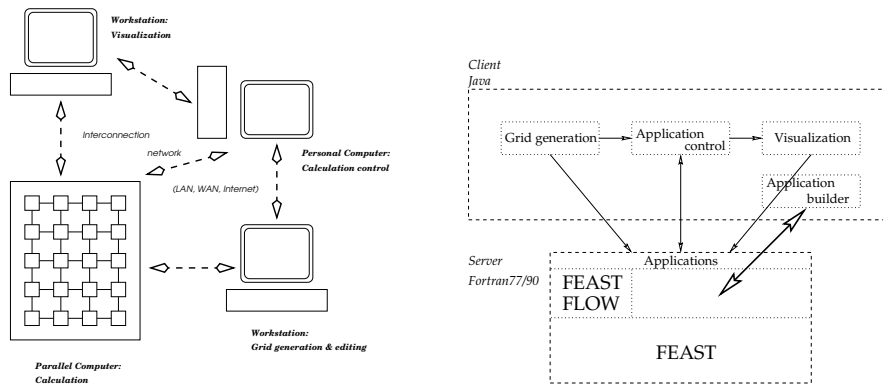 Workstation:
Visualization
Interconnection
network
(LAN, WAN, Internet)
Personal Computer:
Calculation control
Workstation:
Grid generation & editing
Parallel Computer:
Calculation
Client
Java
Grid generation
Application
control
Visualization
Application
builder
Server
Fortran77/90
Applications
FEAST
FLOW
FEAST